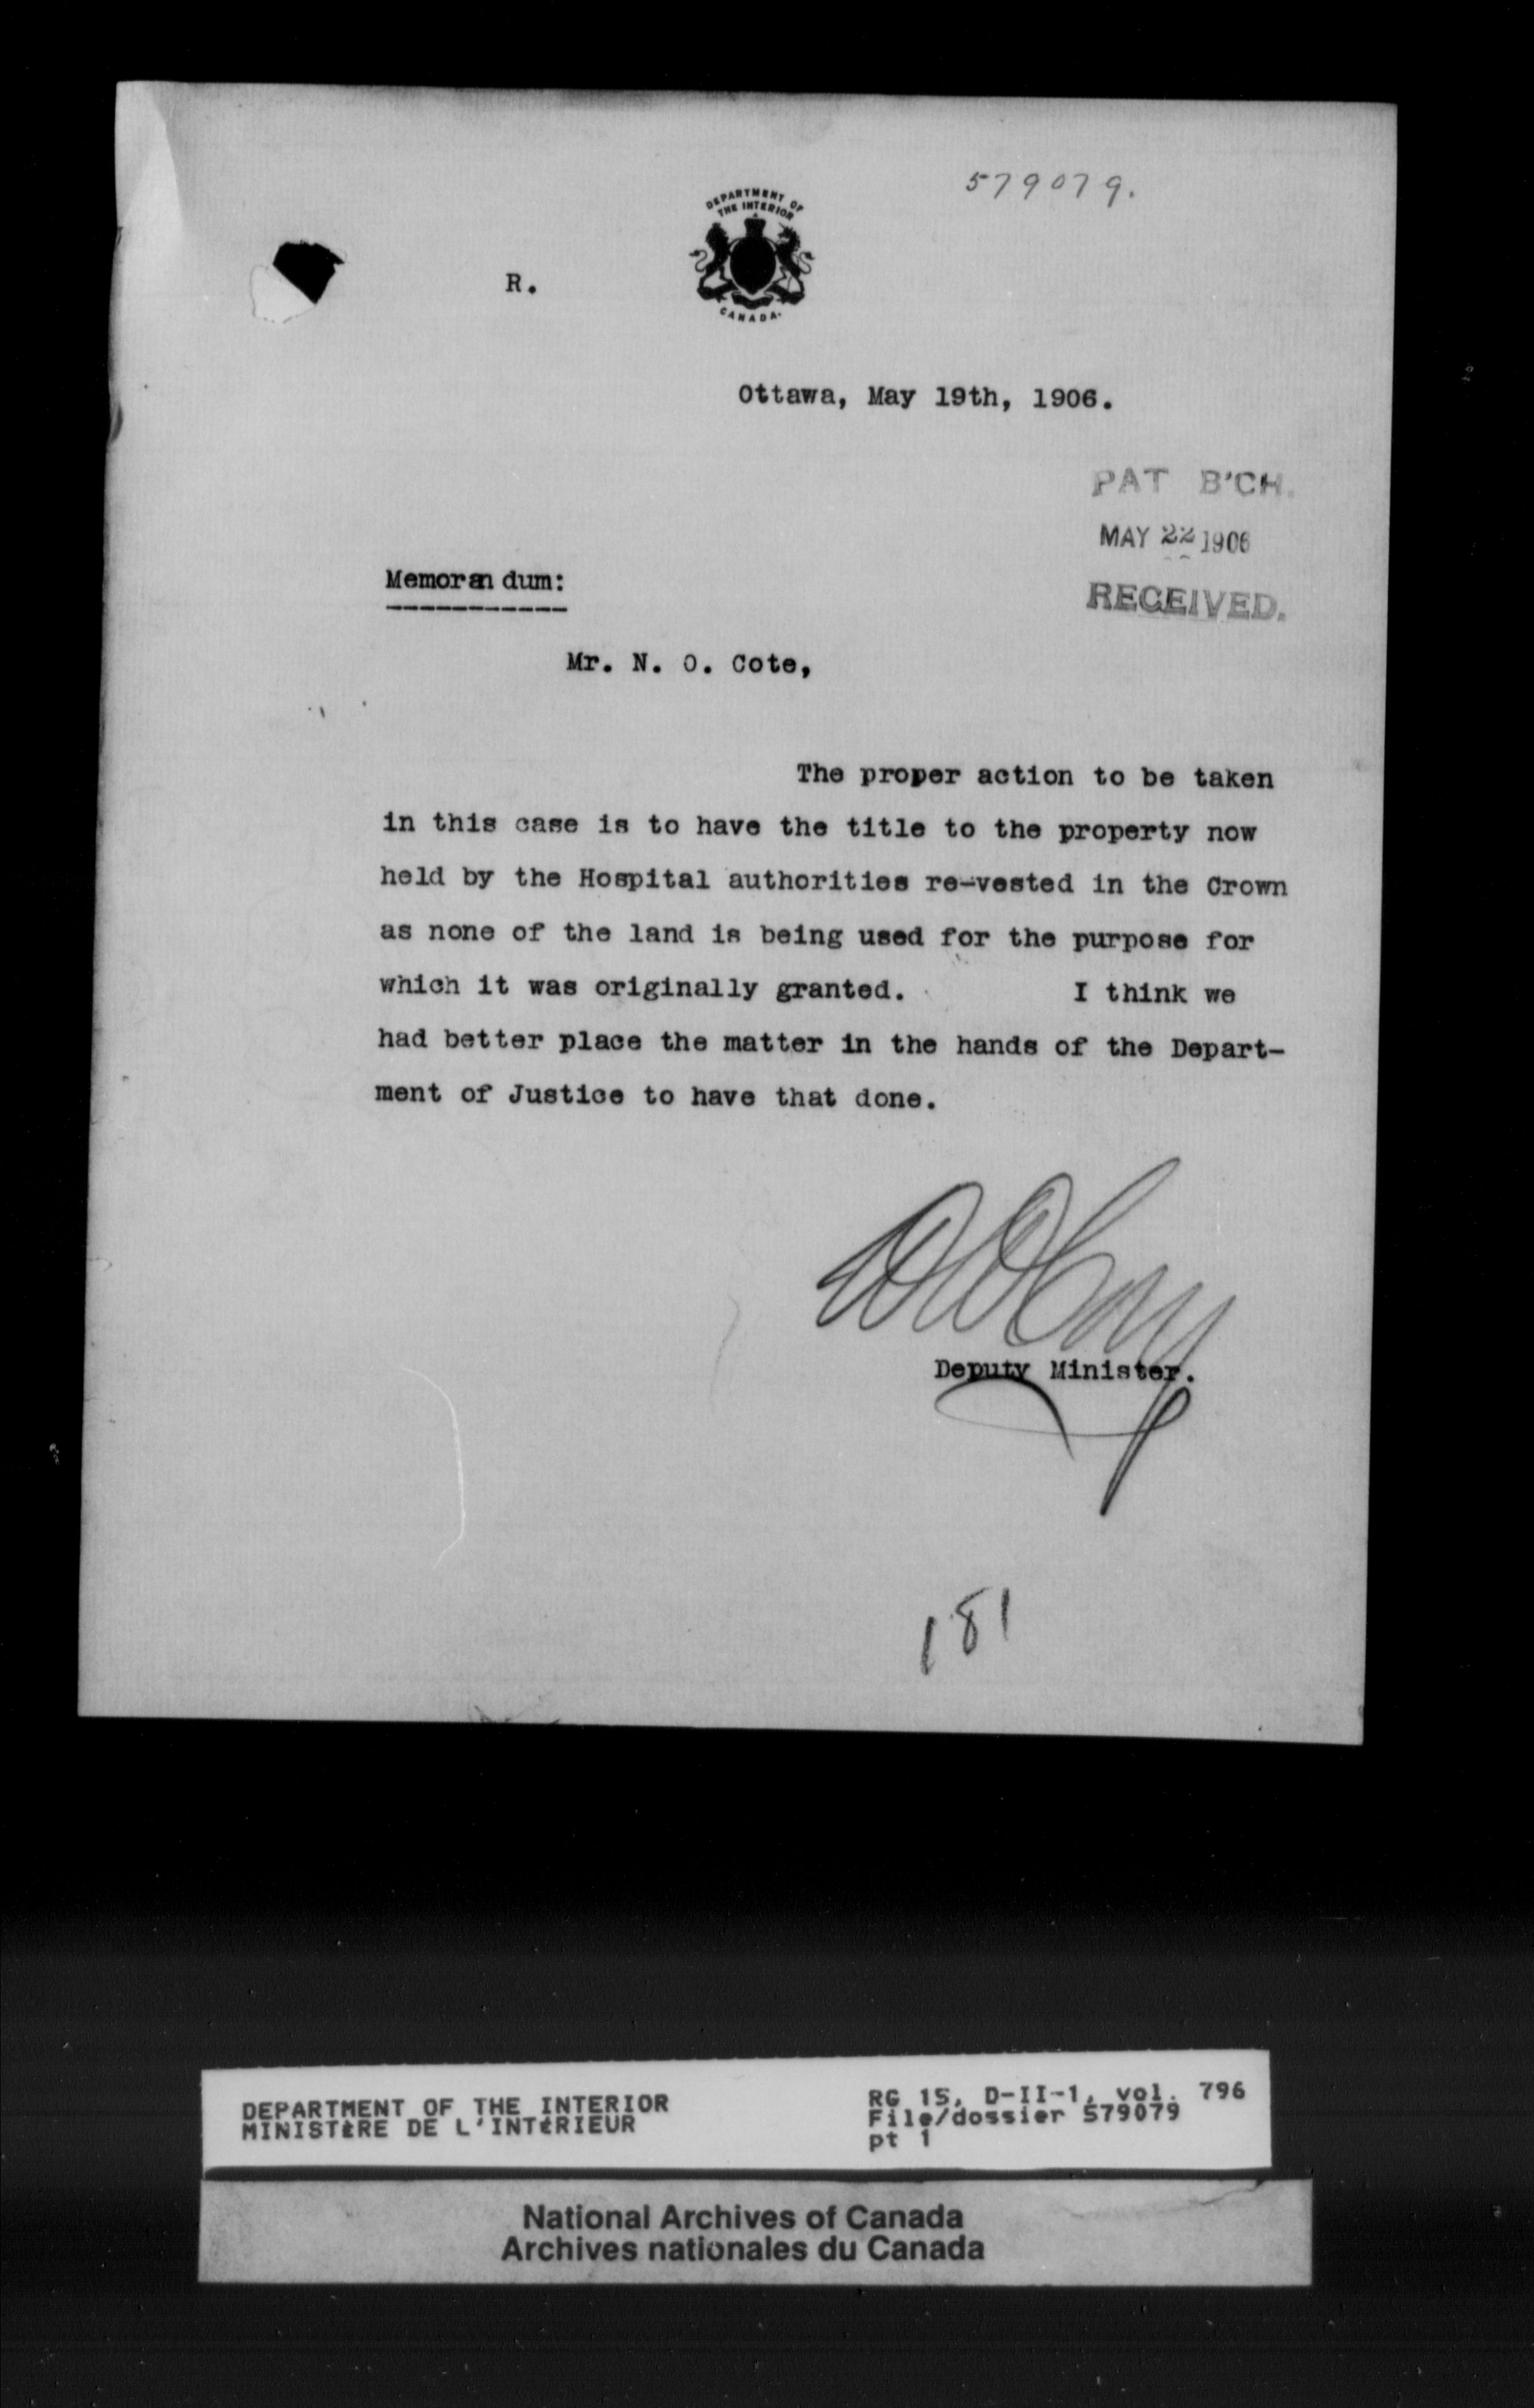 579079.
DEPARTMENT OF
THE INTERIOR
CANADA.
R.
Ottawa, May 19th, 1906.
PAT B'CH.
MAY 22 1906
RECEIVED.
Memorandum:
Mr. N. O. Cote,
The proper action to be taken
in this case is to have the title to the property now
held by the Hospital authorities re-vested in the Crown
as none of the land is being used for the purpose for
which it was originally granted. I think we
had better place the matter in the hands of the Depart-
ment of Justice to have that done.
Deputy Minister.
181
DEPARTMENT OF THE INTERIOR
MINISTÈRE DE L'INTÉRIEUR
RG 15, D-II-1, vol. 796
File/dossier 579079
pt 1
National Archives of Canada
Archives nationales du Canada